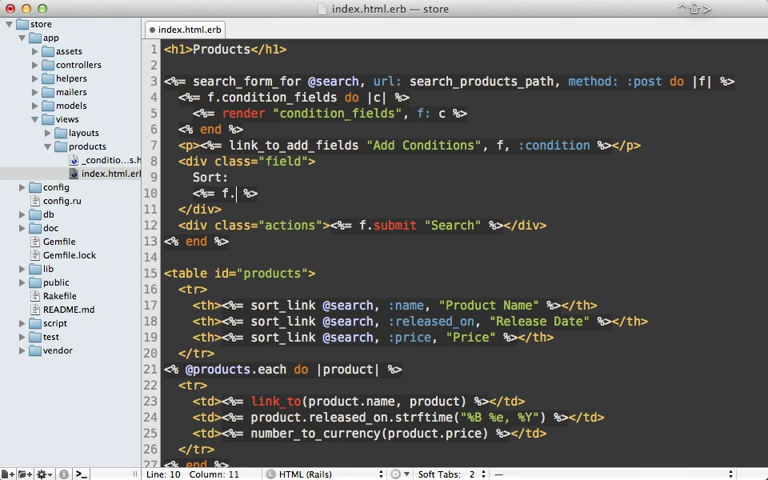 index.html.erb — store
store
app
assets
controllers
helpers
mailers
models
views
layouts
products
_conditio...s.h
index.html.erb
config
config.ru
db
doc
Gemfile
Gemfile.lock
lib
public
Rakefile
README.md
script
test
vendor
index.html.erb
1 <h1>Products</h1>
2
3 <%= search_form_for @search, url: search_products_path, method: :post do |f| %>
4 <%= f.condition_fields do |c| %>
5 <%= render "condition_fields", f: c %>
6 <% end %>
7 <p><%= link_to_add_fields "Add Conditions", f, :condition %></p>
8 <div class="field">
9 Sort:
10 <%= f. %>
11 </div>
12 <div class="actions"><%= f.submit "Search" %></div>
13 <% end %>
14
15 <table id="products">
16 <tr>
17 <th><%= sort_link @search, :name, "Product Name" %></th>
18 <th><%= sort_link @search, :released_on, "Release Date" %></th>
19 <th><%= sort_link @search, :price, "Price" %></th>
20 </tr>
21 <% @products.each do |product| %>
22 <tr>
23 <td><%= link_to(product.name, product) %></td>
24 <td><%= product.released_on.strftime("%B %e, %Y") %></td>
25 <td><%= number_to_currency(product.price) %></td>
26 </tr>
27 <% end %>
Line: 10 Column: 11
HTML (Rails)
Soft Tabs: 2
—